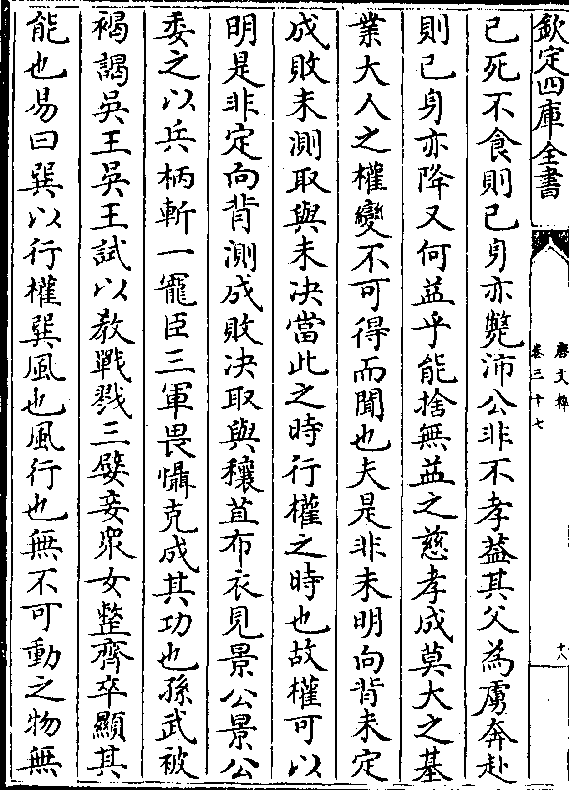 欽定四庫全書
唐文粹
卷三十七
十八
已死不食則已身亦斃沛公非不孝葢其父為虜奔赴
則已身亦降又何益乎能捨無益之慈孝成莫大之基
業大人之權變不可得而聞也夫是非未明向背未定
成敗未測取與未决當此之時行權之時也故權可以
明是非定向背測成敗决取與穰苴布衣見景公景公
委之以兵柄斬一寵臣三軍畏懾克成其功也孫武被
褐謁吳王吳王試以教戰戮三嬖妾衆女整齊卒顯其
能也易曰巽以行權巽風也風行也無不可動之物無